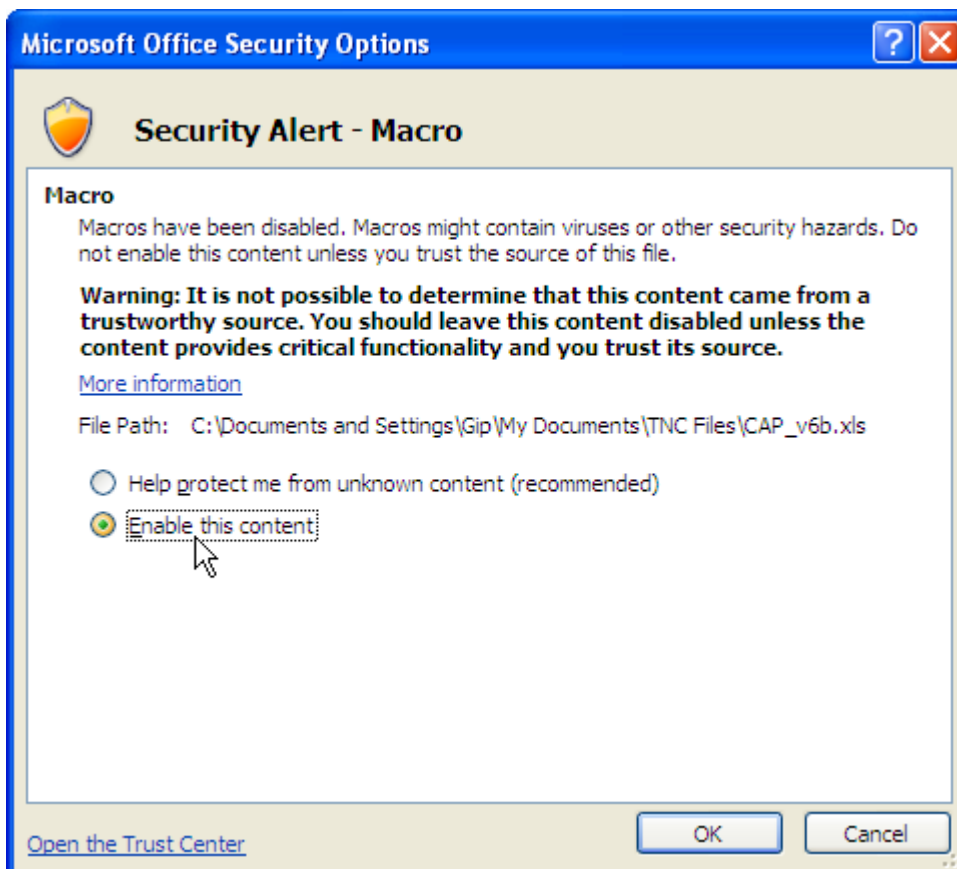 Microsoft Office Security Options
Security Alert - Macro
Macro
Macros have been disabled. Macros might contain viruses or other security hazards. Do
not enable this content unless you trust the source of this file.
Warning: It is not possible to determine that this content came from a
trustworthy source. You should leave this content disabled unless the
content provides critical functionality and you trust its source.
More information
File Path: C:\Documents and Settings\Gip\My Documents\TNC Files\CAP_v6b.xls
Help protect me from unknown content (recommended)
Enable this content
Open the Trust Center
OK
Cancel